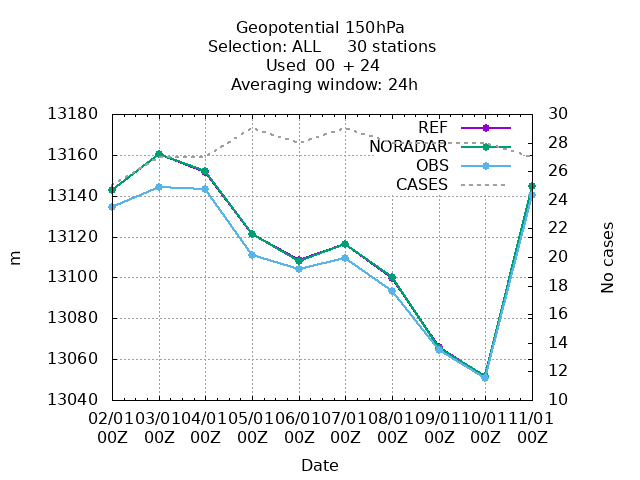 Geopotential 150hPa
Selection: ALL 30 stations
Used 00 + 24
Averaging window: 24h
REF
NORADAR
OBS
CASES
13180
13160
13140
13120
13100
13080
13060
13040
m
30
28
26
24
22
20
18
16
14
12
10
No cases
02/01 03/01 04/01 05/01 06/01 07/01 08/01 09/01 10/01 11/01
00Z 00Z 00Z 00Z 00Z 00Z 00Z 00Z 00Z 00Z
Date